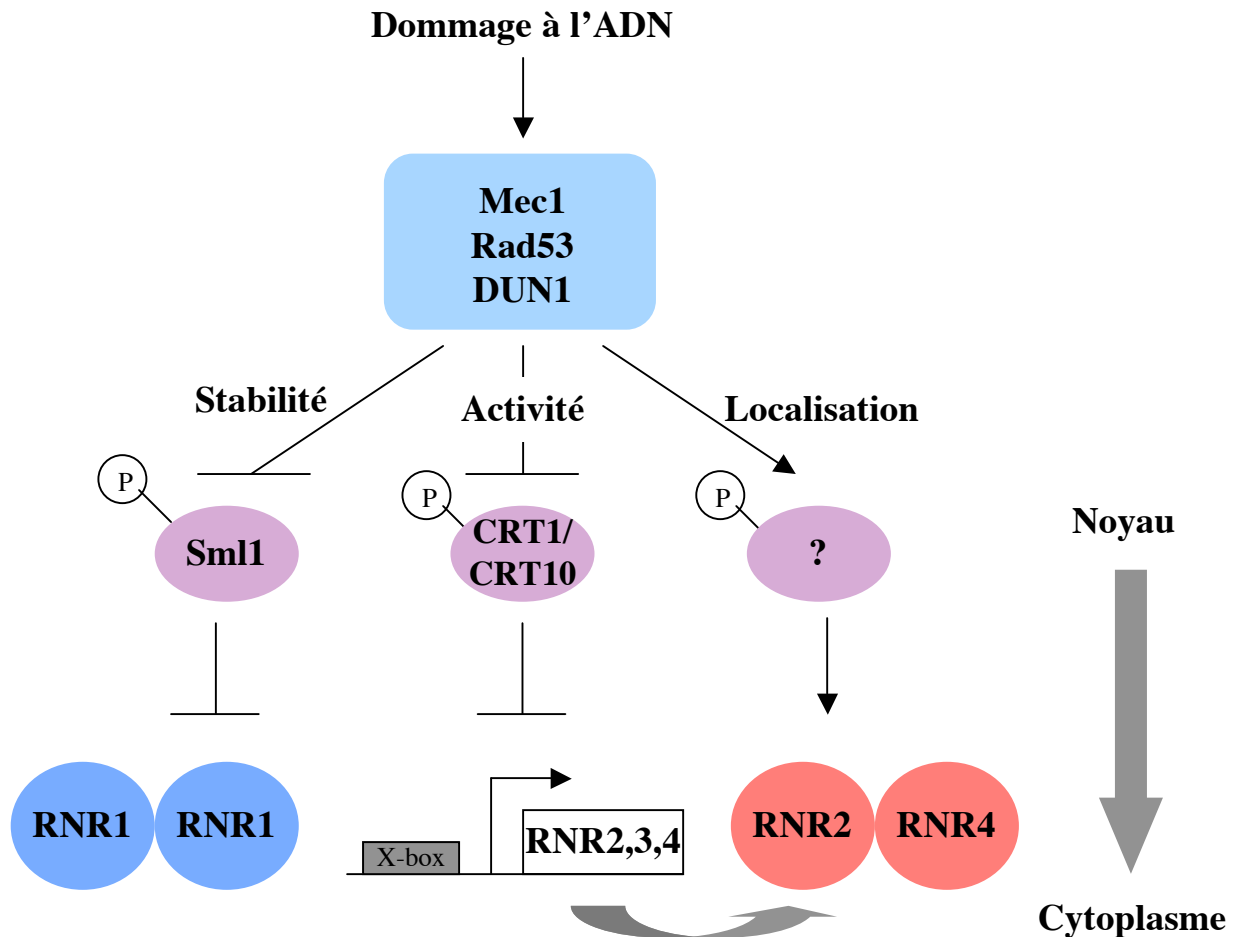 Dommage à l'ADN
Mec1
Rad53
DUN1
Stabilité
Activité
Localisation
P
P
P
Sml1
CRT1/
CRT10
?
Noyau
RNR1
RNR1
X-box
RNR2,3,4
RNR2
RNR4
Cytoplasme